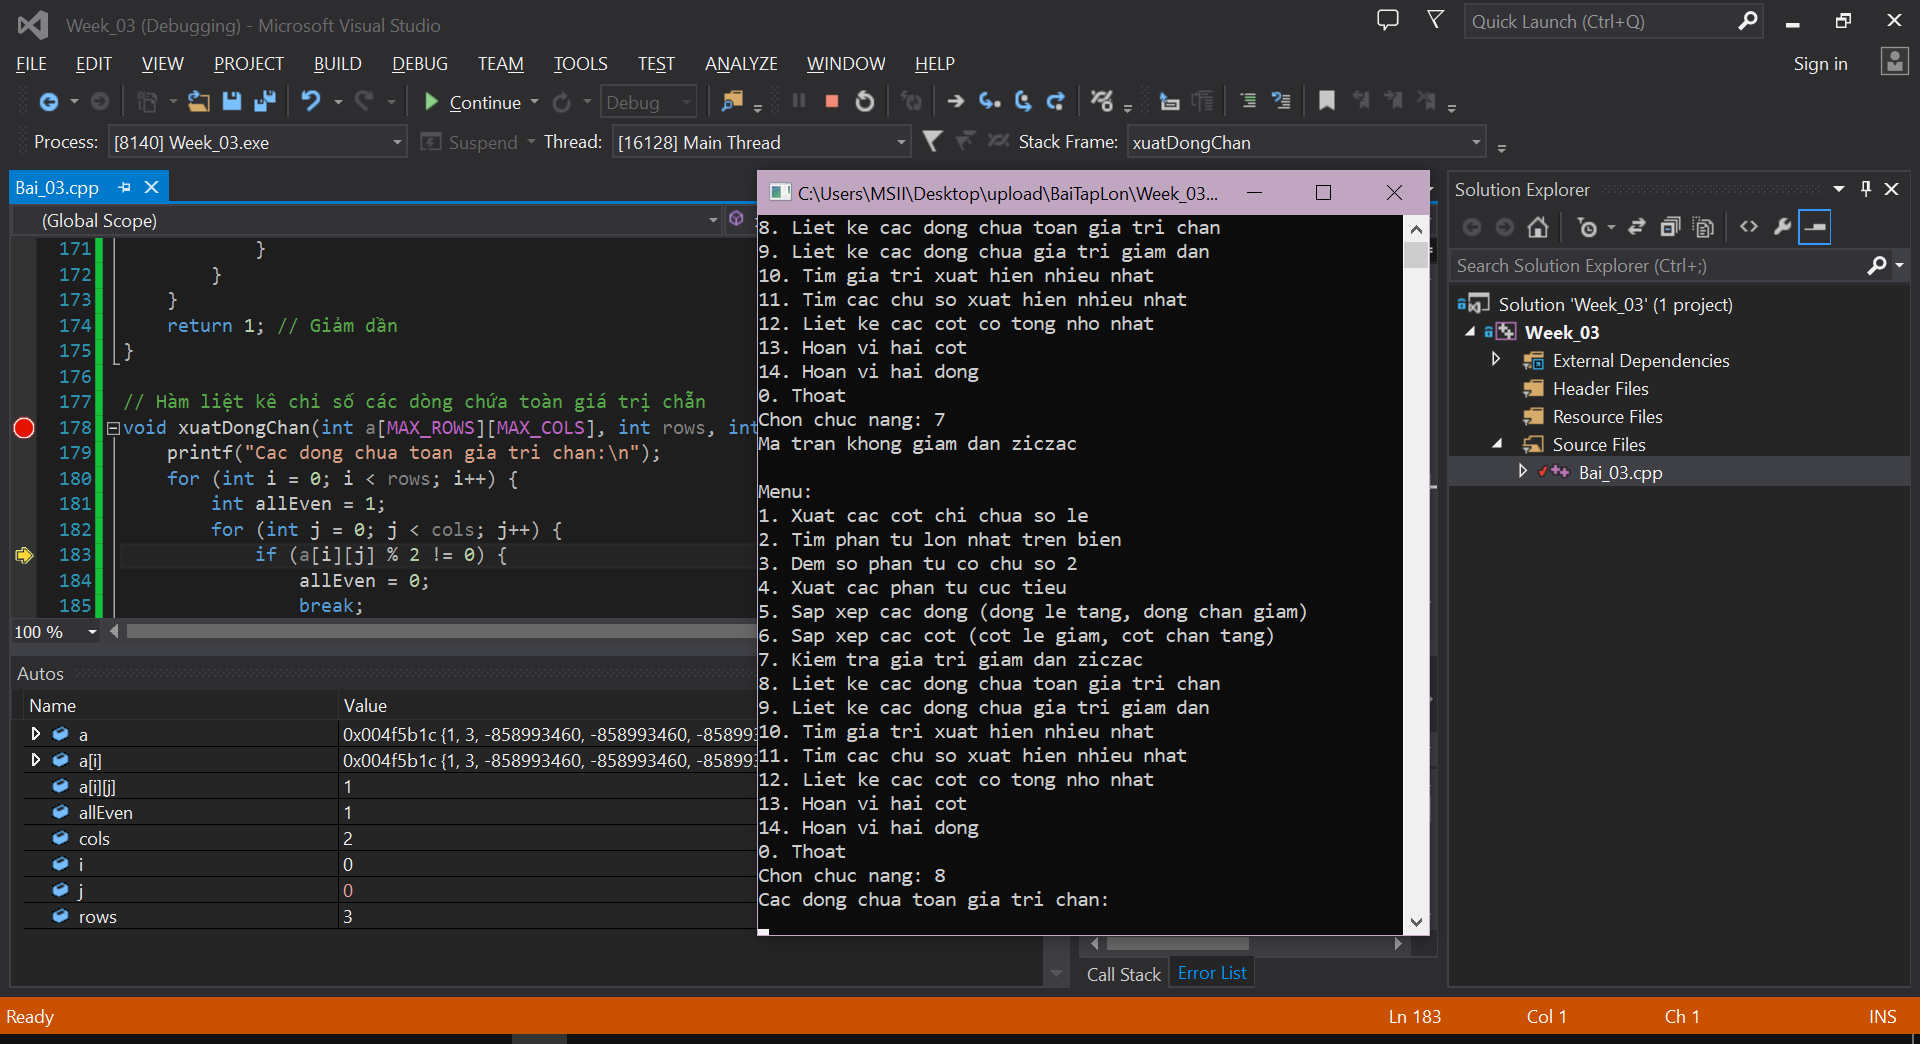 Week_03 (Debugging) - Microsoft Visual Studio
Quick Launch (Ctrl+Q)
FILE EDIT VIEW PROJECT BUILD DEBUG TEAM TOOLS TEST ANALYZE WINDOW HELP
Sign in
Continue Debug
Process: [8140] Week_03.exe Suspend Thread: [16128] Main Thread Stack Frame: xuatDongChan
Bai_03.cpp
(Global Scope)
171 }
172 }
173 }
174 return 1; // Giảm dần
175 }
176
177 // Hàm liệt kê chỉ số các dòng chứa toàn giá trị chẵn
178 void xuatDongChan(int a[MAX_ROWS][MAX_COLS], int rows, int
179 printf("Cac dong chua toan gia tri chan:\n");
180 for (int i = 0; i < rows; i++) {
181 int allEven = 1;
182 for (int j = 0; j < cols; j++) {
183 if (a[i][j] % 2 != 0) {
184 allEven = 0;
185 break;
100 %
Autos
Name Value
a 0x004f5b1c {1, 3, -858993460, -858993460, -85899
a[i] 0x004f5b1c {1, 3, -858993460, -858993460, -85899
a[i][j] 1
allEven 1
cols 2
i 0
j 0
rows 3
C:\Users\MSII\Desktop\upload\BaiTapLon\Week_03...
8. Liet ke cac dong chua toan gia tri chan
9. Liet ke cac dong chua gia tri giam dan
10. Tim gia tri xuat hien nhieu nhat
11. Tim cac chu so xuat hien nhieu nhat
12. Liet ke cac cot co tong nho nhat
13. Hoan vi hai cot
14. Hoan vi hai dong
0. Thoat
Chon chuc nang: 7
Ma tran khong giam dan ziczac
Menu:
1. Xuat cac cot chi chua so le
2. Tim phan tu lon nhat tren bien
3. Dem so phan tu co chu so 2
4. Xuat cac phan tu cuc tieu
5. Sap xep cac dong (dong le tang, dong chan giam)
6. Sap xep cac cot (cot le giam, cot chan tang)
7. Kiem tra gia tri giam dan ziczac
8. Liet ke cac dong chua toan gia tri chan
9. Liet ke cac dong chua gia tri giam dan
10. Tim gia tri xuat hien nhieu nhat
11. Tim cac chu so xuat hien nhieu nhat
12. Liet ke cac cot co tong nho nhat
13. Hoan vi hai cot
14. Hoan vi hai dong
0. Thoat
Chon chuc nang: 8
Cac dong chua toan gia tri chan:
Call Stack Error List
Solution Explorer
Search Solution Explorer (Ctrl+;)
Solution 'Week_03' (1 project)
Week_03
External Dependencies
Header Files
Resource Files
Source Files
Bai_03.cpp
Ready Ln 183 Col 1 Ch 1 INS